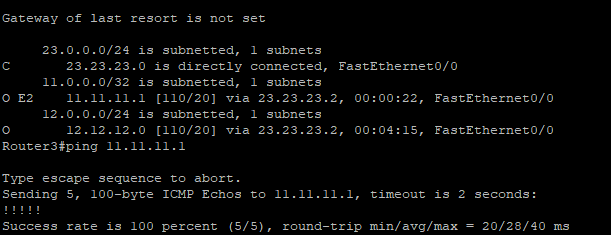 Gateway of last resort is not set
     23.0.0.0/24 is subnetted, 1 subnets
C       23.23.23.0 is directly connected, FastEthernet0/0
     11.0.0.0/32 is subnetted, 1 subnets
O E2    11.11.11.1 [110/20] via 23.23.23.2, 00:00:22, FastEthernet0/0
     12.0.0.0/24 is subnetted, 1 subnets
O       12.12.12.0 [110/20] via 23.23.23.2, 00:04:15, FastEthernet0/0
Router3#ping 11.11.11.1
Type escape sequence to abort.
Sending 5, 100-byte ICMP Echos to 11.11.11.1, timeout is 2 seconds:
!!!!!
Success rate is 100 percent (5/5), round-trip min/avg/max = 20/28/40 ms